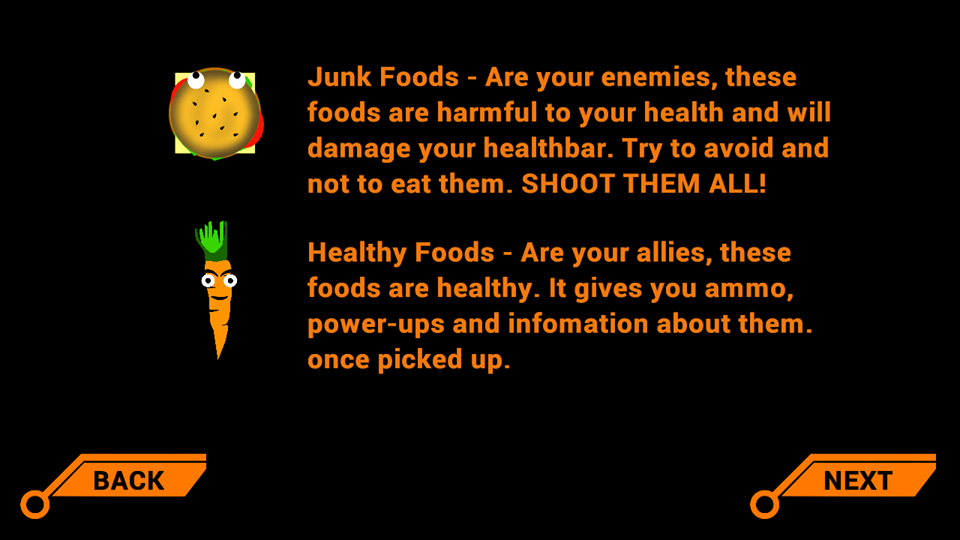 Junk Foods - Are your enemies, these
foods are harmful to your health and will
damage your healthbar. Try to avoid and
not to eat them. SHOOT THEM ALL!
Healthy Foods - Are your allies, these
foods are healthy. It gives you ammo,
power-ups and infomation about them.
once picked up.
BACK
NEXT